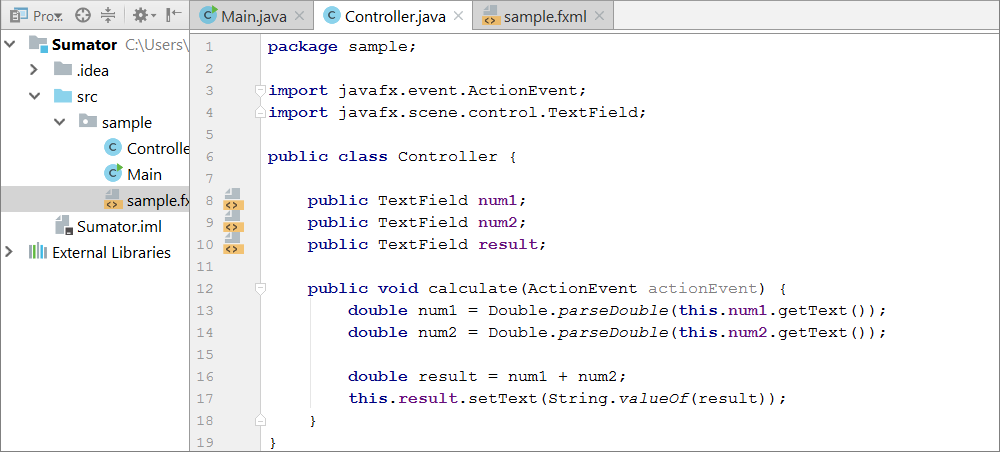 Pro Main.java Controller.java sample.fxml
Sumator C:\Users\
.idea
src
sample
Controlle
Main
sample.fx
Sumator.iml
External Libraries
1 package sample;
2
3 import javafx.event.ActionEvent;
4 import javafx.scene.control.TextField;
5
6 public class Controller {
7
8 public TextField num1;
9 public TextField num2;
10 public TextField result;
11
12 public void calculate(ActionEvent actionEvent) {
13 double num1 = Double.parseDouble(this.num1.getText());
14 double num2 = Double.parseDouble(this.num2.getText());
15
16 double result = num1 + num2;
17 this.result.setText(String.valueOf(result));
18 }
19 }